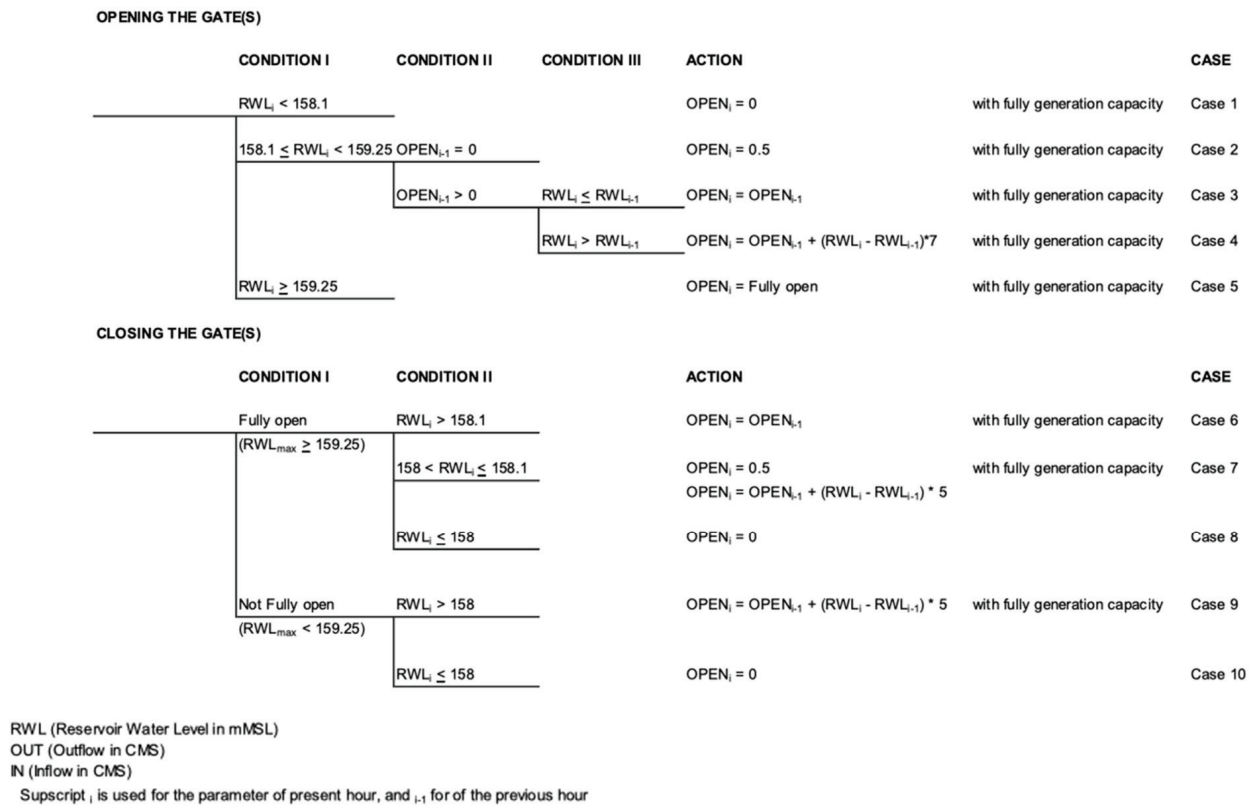 OPENING THE GATE(S)
CONDITION I CONDITION II CONDITION III ACTION CASE
RWLi < 158.1 OPENi = 0 with fully generation capacity Case 1
158.1 ≤ RWLi < 159.25 OPENi-1 = 0 OPENi = 0.5 with fully generation capacity Case 2
OPENi-1 > 0 RWLi ≤ RWLi-1 OPENi = OPENi-1 with fully generation capacity Case 3
RWLi > RWLi-1 OPENi = OPENi-1 + (RWLi - RWLi-1)*7 with fully generation capacity Case 4
RWLi ≥ 159.25 OPENi = Fully open with fully generation capacity Case 5
CLOSING THE GATE(S)
CONDITION I CONDITION II ACTION CASE
Fully open RWLi > 158.1 OPENi = OPENi-1 with fully generation capacity Case 6
(RWLmax ≥ 159.25)
158 < RWLi ≤ 158.1 OPENi = 0.5 with fully generation capacity Case 7
OPENi = OPENi-1 + (RWLi - RWLi-1) * 5
RWLi ≤ 158 OPENi = 0 Case 8
Not Fully open RWLi > 158 OPENi = OPENi-1 + (RWLi - RWLi-1) * 5 with fully generation capacity Case 9
(RWLmax < 159.25)
RWLi ≤ 158 OPENi = 0 Case 10
RWL (Reservoir Water Level in mMSL)
OUT (Outflow in CMS)
IN (Inflow in CMS)
Supscript i is used for the parameter of present hour, and i-1 for of the previous hour